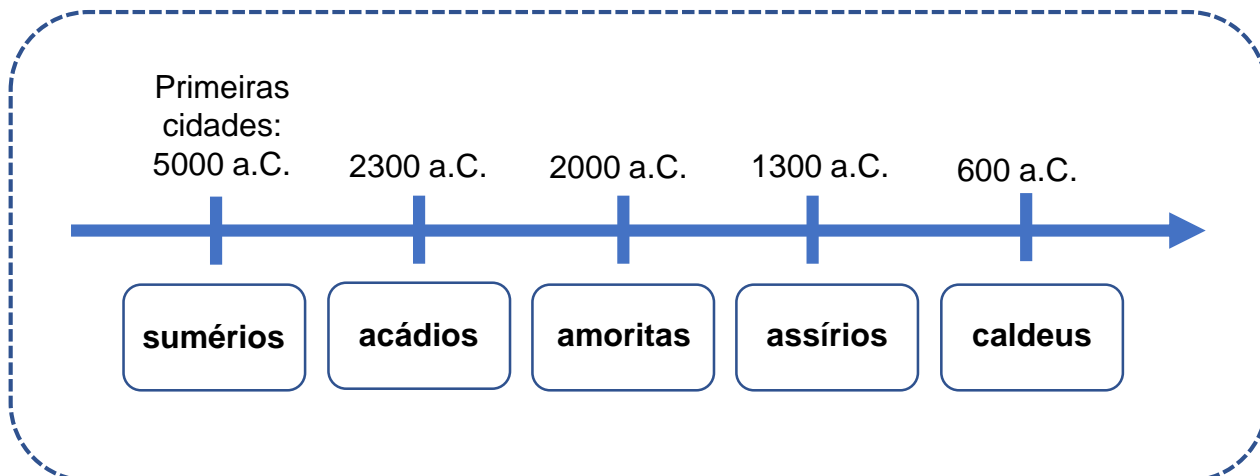 Primeiras
cidades:
5000 a.C.
2300 a.C.
2000 a.C.
1300 a.C.
600 a.C.
sumérios
acádios
amoritas
assírios
caldeus